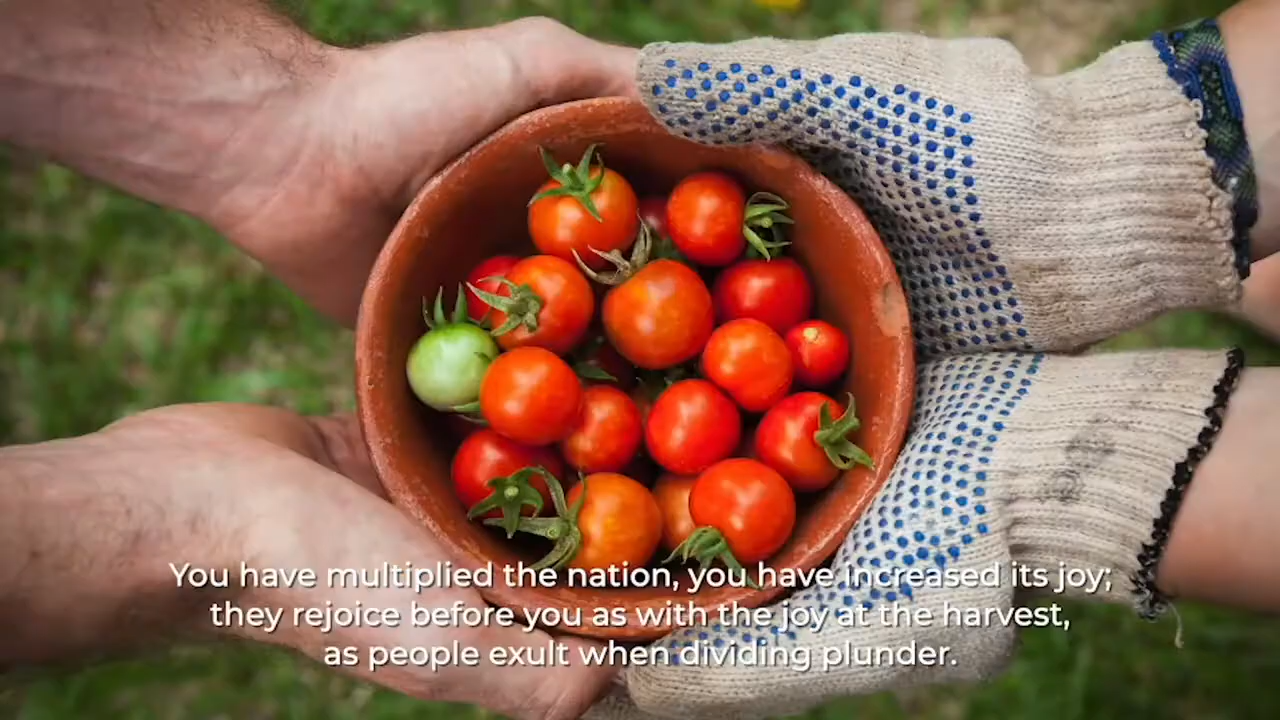 You have multiplied the nation, you have increased its joy;
they rejoice before you as with the joy at the harvest,
as people exult when dividing plunder.